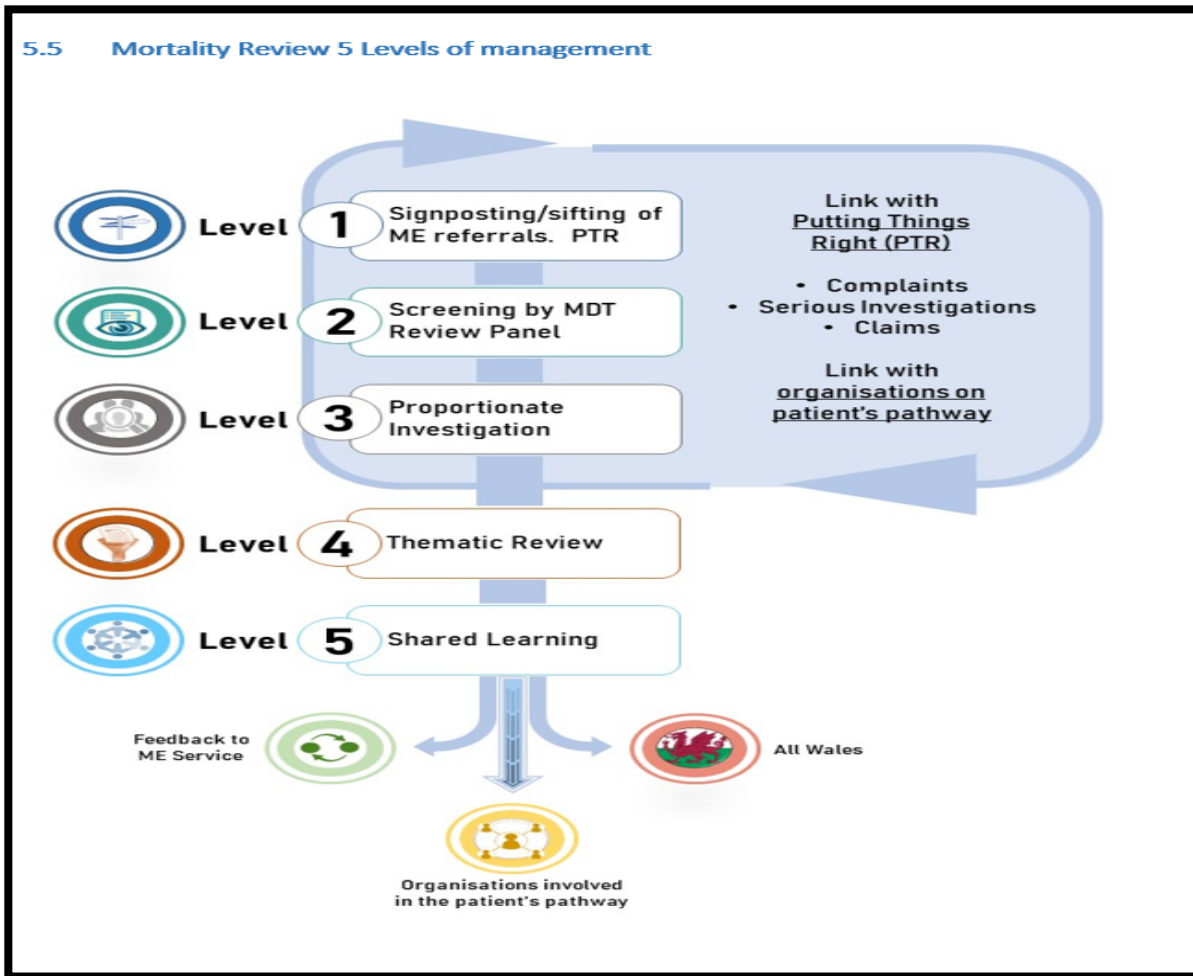 5.5 Mortality Review 5 Levels of management
Level 1 Signposting/sifting of
ME referrals. PTR
Level 2 Screening by MDT
Review Panel
Level 3 Proportionate
Investigation
Link with
Putting Things
Right (PTR)
• Complaints
• Serious Investigations
• Claims
Link with
organisations on
patient's pathway
Level 4 Thematic Review
Level 5 Shared Learning
Feedback to
ME Service
All Wales
Organisations involved
in the patient's pathway